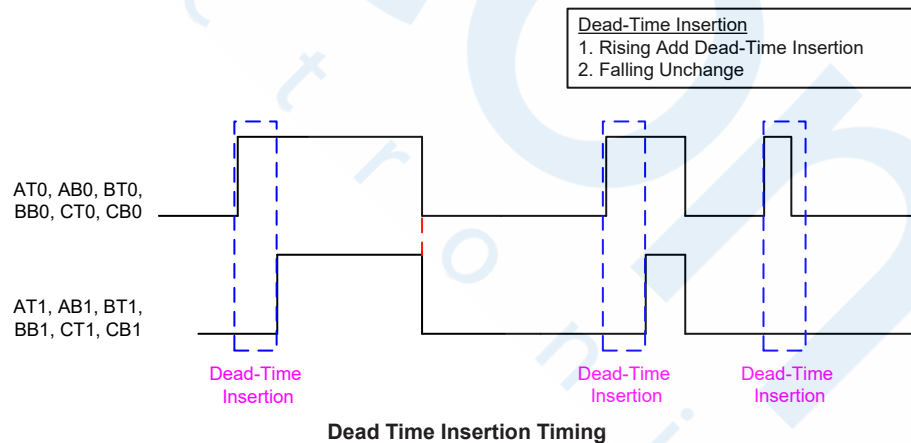 Dead-Time Insertion
1. Rising Add Dead-Time Insertion
2. Falling Unchange
AT0, AB0, BT0,
BB0, CT0, CB0
AT1, AB1, BT1,
BB1, CT1, CB1
Dead-Time
Insertion
Dead-Time
Insertion
Dead-Time
Insertion
Dead Time Insertion Timing